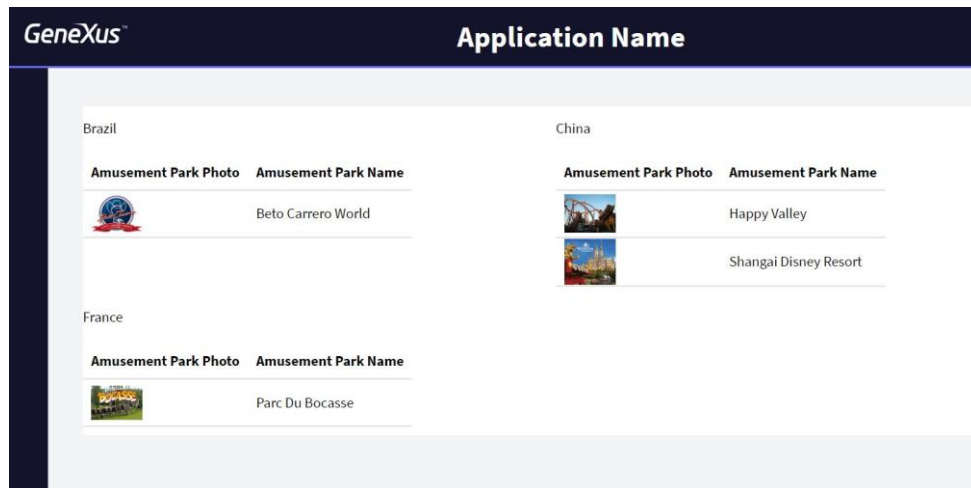 GeneXus™
Application Name
Brazil
Amusement Park Photo Amusement Park Name
Beto Carrero World
China
Amusement Park Photo Amusement Park Name
Happy Valley
Shangai Disney Resort
France
Amusement Park Photo Amusement Park Name
BOCASSE
Parc Du Bocasse